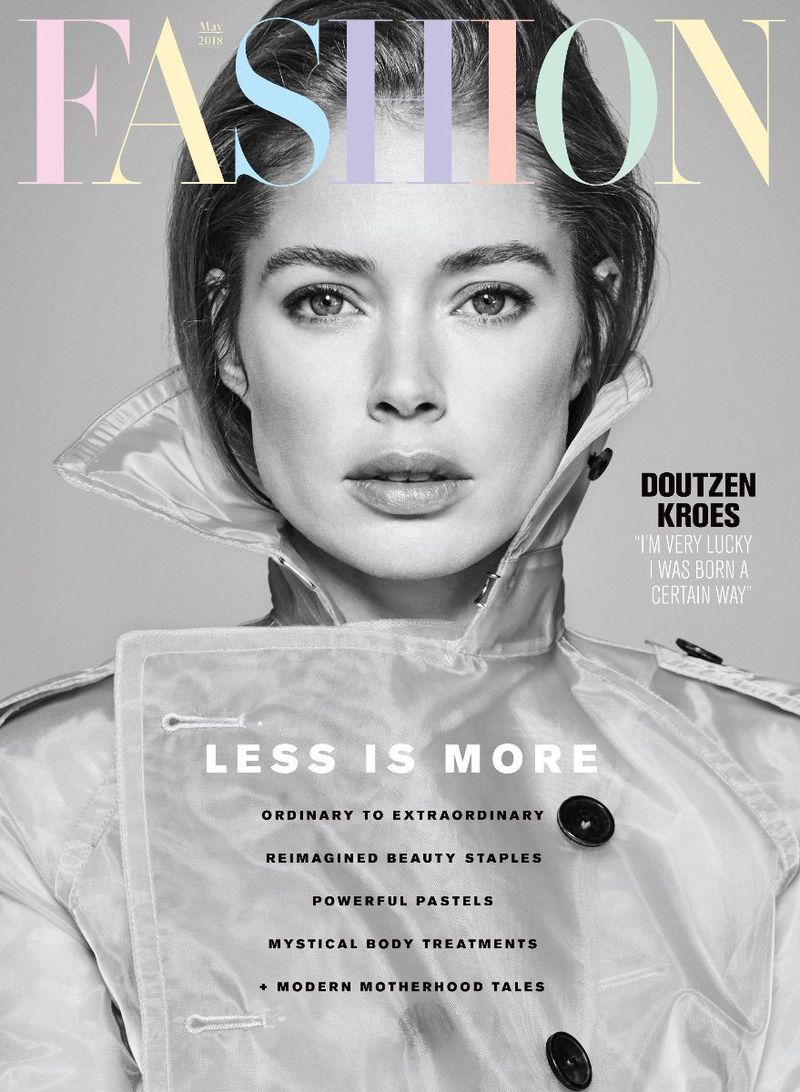 FASHION
May
2018
DOUTZEN
KROES
"I'M VERY LUCKY
I WAS BORN A
CERTAIN WAY"
LESS IS MORE
ORDINARY TO EXTRAORDINARY
REIMAGINED BEAUTY STAPLES
POWERFUL PASTELS
MYSTICAL BODY TREATMENTS
+ MODERN MOTHERHOOD TALES